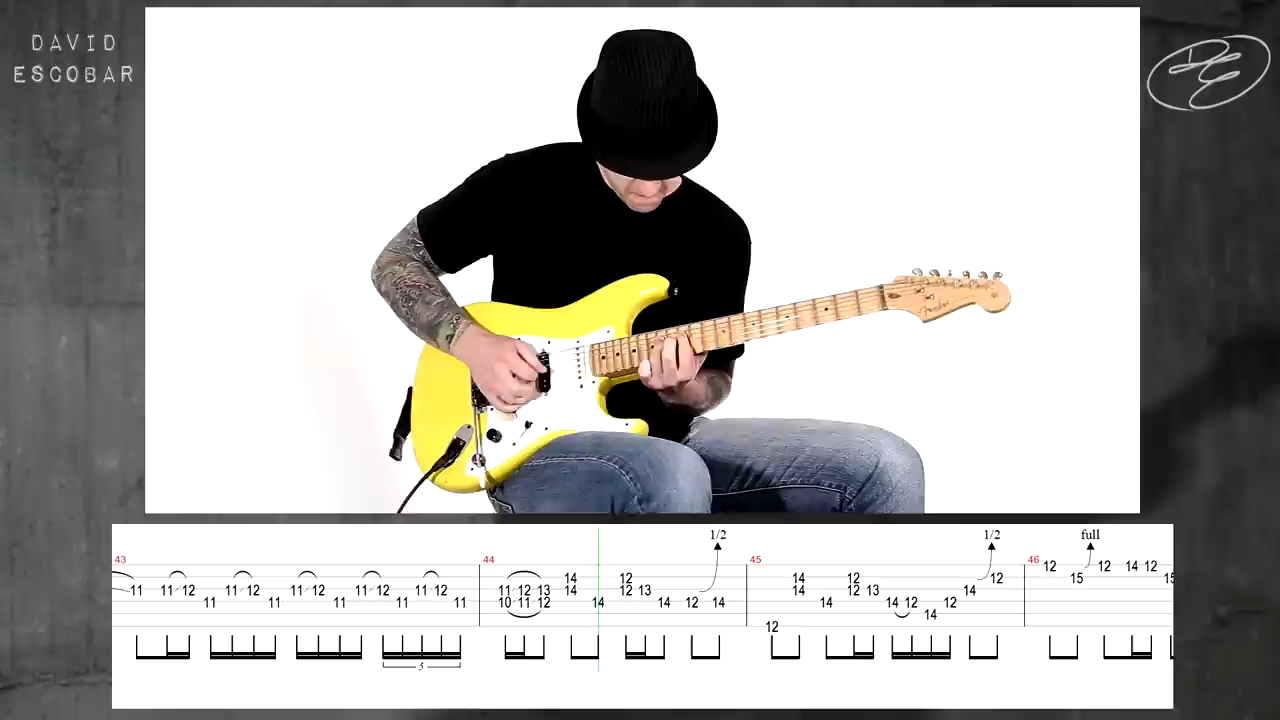 DAVID
ESCOBAR
DE
Fender
1/2 1/2 full
43 44 45 46
12 12 14 12
14 12 14 12 12 15 15
11 11 12 11 12 11 12 11 12 11 12 11 12 13 14 12 13 14 12 13 14
11 11 11 11 11 10 11 12 14 14 12 14 14 14 12 12
14
12
5